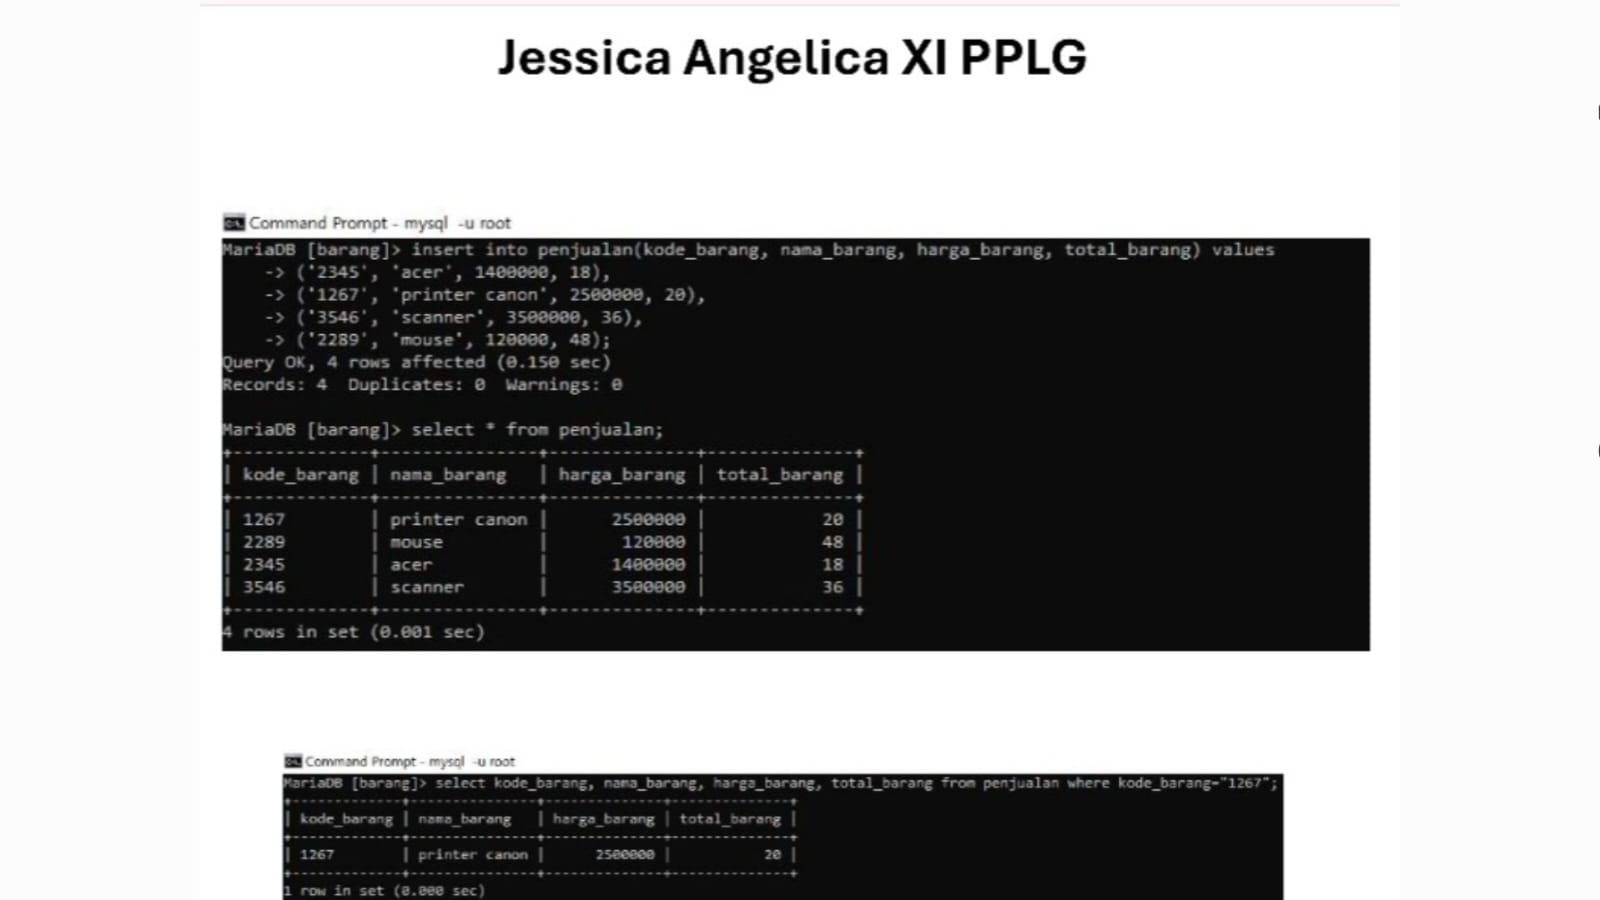 Jessica Angelica XI PPLG
Command Prompt - mysql  -u root
MariaDB [barang]> insert into penjualan(kode_barang, nama_barang, harga_barang, total_barang) values
    -> ('2345', 'acer', 1400000, 18),
    -> ('1267', 'printer canon', 2500000, 20),
    -> ('3546', 'scanner', 3500000, 36),
    -> ('2289', 'mouse', 120000, 48);
Query OK, 4 rows affected (0.150 sec)
Records: 4  Duplicates: 0  Warnings: 0
MariaDB [barang]> select * from penjualan;
| kode_barang | nama_barang | harga_barang | total_barang |
| 1267 | printer canon | 2500000 | 20 |
| 2289 | mouse | 120000 | 48 |
| 2345 | acer | 1400000 | 18 |
| 3546 | scanner | 3500000 | 36 |
4 rows in set (0.001 sec)
Command Prompt - mysql  -u root
MariaDB [barang]> select kode_barang, nama_barang, harga_barang, total_barang from penjualan where kode_barang="1267";
| kode_barang | nama_barang | harga_barang | total_barang |
| 1267 | printer canon | 2500000 | 20 |
1 row in set (0.000 sec)